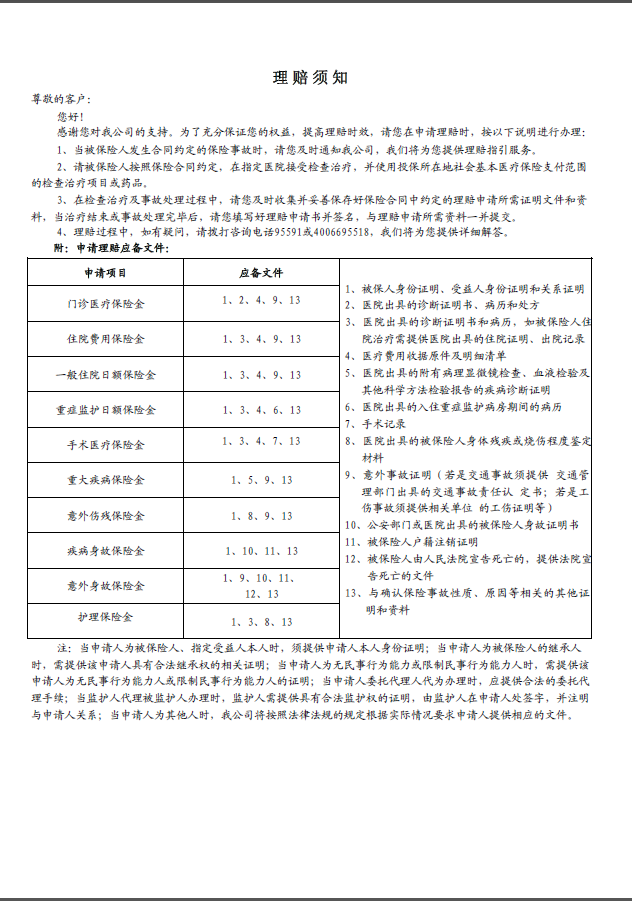 理赔须知
尊敬的客户：
您好！
感谢您对我公司的支持。为了充分保证您的权益，提高理赔时效，请您在申请理赔时，按以下说明进行办理：
1、当被保险人发生合同约定的保险事故时，请您及时通知我公司，我们将为您提供理赔指引服务。
2、请被保险人按照保险合同约定，在指定医院接受检查治疗，并使用投保所在地社会基本医疗保险支付范围
的检查治疗项目或药品。
3、在检查治疗及事故处理过程中，请您及时收集并妥善保存好保险合同中约定的理赔申请所需证明文件和资
料，当治疗结束或事故处理完毕后，请您填写好理赔申请书并签名，与理赔申请所需资料一并提交。
4、理赔过程中，如有疑问，请拨打咨询电话95591或4006695518，我们将为您提供详细解答。
附：申请理赔应备文件：
申请项目
应备文件
门诊医疗保险金
1、2、4、9、13
住院费用保险金
1、3、4、9、13
一般住院日额保险金
1、3、4、9、13
重症监护日额保险金
1、3、4、6、13
手术医疗保险金
1、3、4、7、13
重大疾病保险金
1、5、9、13
意外伤残保险金
1、8、9、13
疾病身故保险金
1、10、11、13
意外身故保险金
1、9、10、11、
12、13
护理保险金
1、3、8、13
1、被保人身份证明、受益人身份证明和关系证明
2、医院出具的诊断证明书、病历和处方
3、医院出具的诊断证明书和病历，如被保险人住
院治疗需提供医院出具的住院证明、出院记录
4、医疗费用收据原件及明细清单
5、医院出具的附有病理显微镜检查、血液检验及
其他科学方法检验报告的疾病诊断证明
6、医院出具的入住重症监护病房期间的病历
7、手术记录
8、医院出具的被保险人身体残疾或烧伤程度鉴定
材料
9、意外事故证明（若是交通事故须提供 交通管
理部门出具的交通事故责任认 定书；若是工
伤事故须提供相关单位 的工伤证明等）
10、公安部门或医院出具的被保险人身故证明书
11、被保险人户籍注销证明
12、被保险人由人民法院宣告死亡的，提供法院宣
告死亡的文件
13、与确认保险事故性质、原因等相关的其他证
明和资料
注：当申请人为被保险人、指定受益人本人时，须提供申请人本人身份证明；当申请人为被保险人的继承人
时，需提供该申请人具有合法继承权的相关证明；当申请人为无民事行为能力或限制民事行为能力人时，需提供该
申请人为无民事行为能力人或限制民事行为能力人的证明；当申请人委托代理人代为办理时，应提供合法的委托代
理手续；当监护人代理被监护人办理时，监护人需提供具有合法监护权的证明，由监护人在申请人处签字，并注明
与申请人关系；当申请人为其他人时，我公司将按照法律法规的规定根据实际情况要求申请人提供相应的文件。